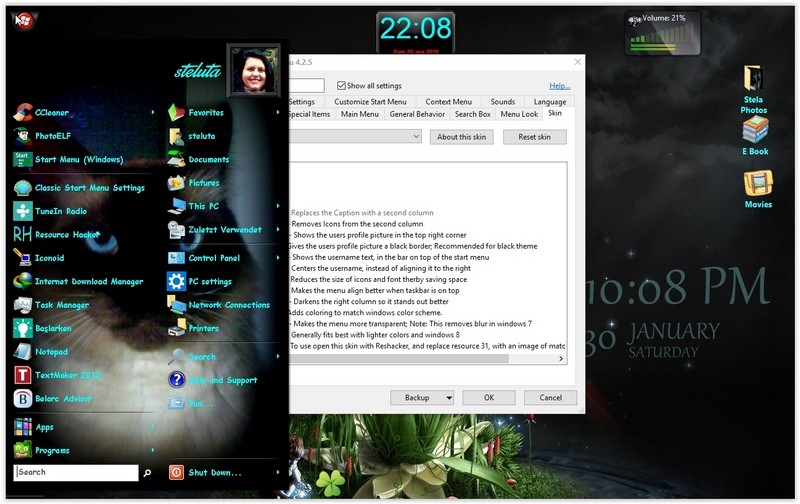 22:08
Sam 30 ян 2016
Volume: 21%
steluta
CCleaner
PhotoELF
Start Menu (Windows)
Classic Start Menu Settings
TuneIn Radio
Resource Hacker
Iconoid
Internet Download Manager
Task Manager
Baslarken
Notepad
TextMaker 2012
Belarc Advisor
Apps
Programs
Search
Favorites
steluta
Documents
Pictures
This PC
Zuletzt Verwendet
Control Panel
PC settings
Network Connections
Printers
Search
Help and Support
Run...
Shut Down...
nu 4.2.5
Show all settings
Help...
Settings Customize Start Menu Context Menu Sounds Language
Special Items Main Menu General Behavior Search Box Menu Look Skin
About this skin Reset skin
Replaces the Caption with a second column
- Removes Icons from the second column
- Shows the users profile picture in the top right corner
Gives the users profile picture a black border; Recommended for black theme
- Shows the username text, in the bar on top of the start menu
Centers the username, instead of aligning it to the right
Reduces the size of icons and font therby saving space
- Makes the menu align better when taskbar is on top
- Darkens the right column so it stands out better
Adds coloring to match windows color scheme.
- Makes the menu more transparent; Note: This removes blur in windows 7
Generally fits best with lighter colors and windows 8
- To use open this skin with Reshacker, and replace resource 31, with an image of matc
Backup OK Cancel
Stela
Photos
E Book
Movies
10:08 PM
30 JANUARY
SATURDAY